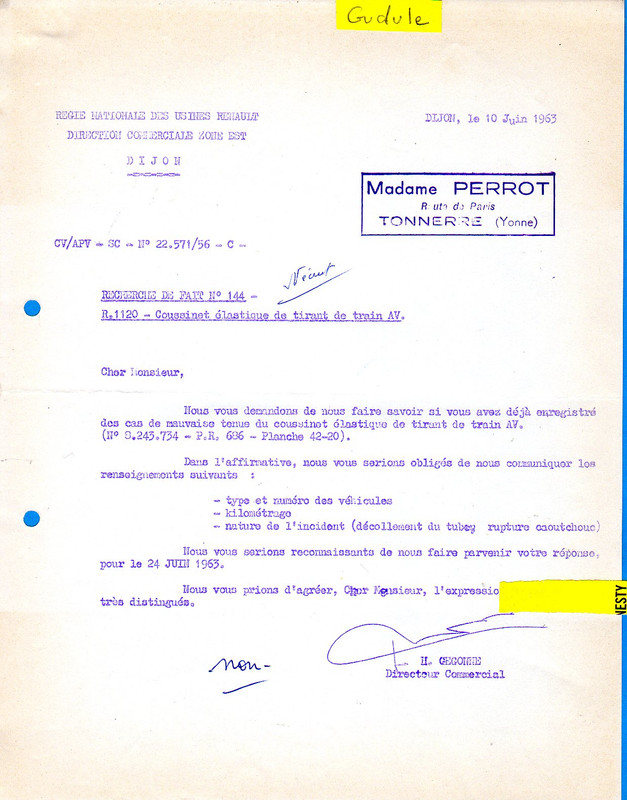 Gudule
REGIE NATIONALE DES USINES RENAULT
DIRECTION COMMERCIALE ZONE EST
DIJON
DIJON, le 10 Juin 1963
Madame PERROT
Route de Paris
TONNERRE (Yonne)
CV/APV - SC - N° 22.571/56 - C -
Néant
RECHERCHE DE FAIT N° 144 -
R.1120 - Coussinet élastique de tirant de train AV.
Cher Monsieur,
Nous vous demandons de nous faire savoir si vous avez déjà enregistré
des cas de mauvaise tenue du coussinet élastique de tirant de train AV.
(N° 8.243.734 - P.R. 686 - Planche 42-20).
Dans l'affirmative, nous vous serions obligés de nous communiquer les
renseignements suivants :
- type et numéro des véhicules
- kilométrage
- nature de l'incident (décollement du tube, rupture caoutchouc)
Nous vous serions reconnaissants de nous faire parvenir votre réponse,
pour le 24 JUIN 1963.
Nous vous prions d'agréer, Cher Monsieur, l'expressio
très distingués.
NESTY
non-
Directeur Commercial